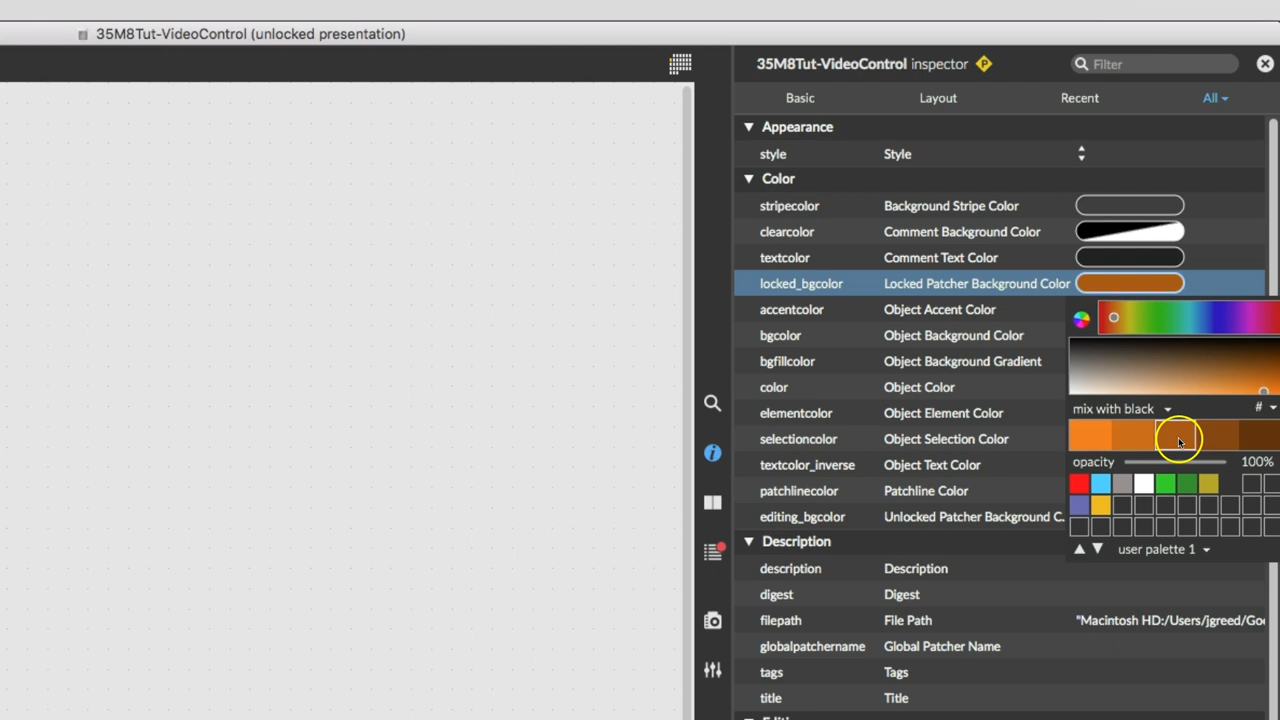 35M8Tut-VideoControl (unlocked presentation)
35M8Tut-VideoControl inspector P
Filter
Basic Layout Recent All
Appearance
style Style
Color
stripecolor Background Stripe Color
clearcolor Comment Background Color
textcolor Comment Text Color
locked_bgcolor Locked Patcher Background Color
accentcolor Object Accent Color
bgcolor Object Background Color
bgfillcolor Object Background Gradient
color Object Color
elementcolor Object Element Color
selectioncolor Object Selection Color
textcolor_inverse Object Text Color
patchlinecolor Patchline Color
editing_bgcolor Unlocked Patcher Background C..
mix with black #
opacity 100%
user palette 1
Description
description Description
digest Digest
filepath File Path "Macintosh HD:/Users/jgreed/Goo
globalpatchername Global Patcher Name
tags Tags
title Title